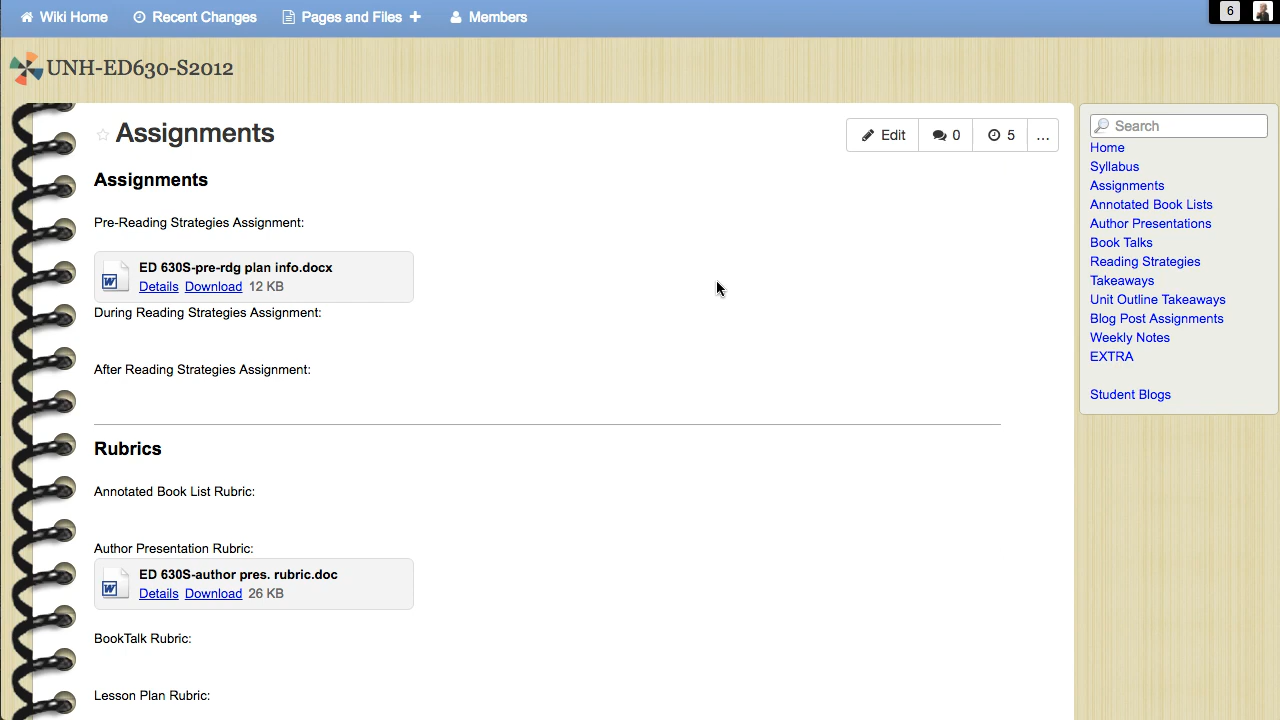 Wiki Home Recent Changes Pages and Files + Members 6
UNH-ED630-S2012
Assignments
Edit 0 5 ...
Assignments
Pre-Reading Strategies Assignment:
ED 630S-pre-rdg plan info.docx
Details Download 12 KB
During Reading Strategies Assignment:
After Reading Strategies Assignment:
Rubrics
Annotated Book List Rubric:
Author Presentation Rubric:
ED 630S-author pres. rubric.doc
Details Download 26 KB
BookTalk Rubric:
Lesson Plan Rubric:
Search
Home
Syllabus
Assignments
Annotated Book Lists
Author Presentations
Book Talks
Reading Strategies
Takeaways
Unit Outline Takeaways
Blog Post Assignments
Weekly Notes
EXTRA
Student Blogs